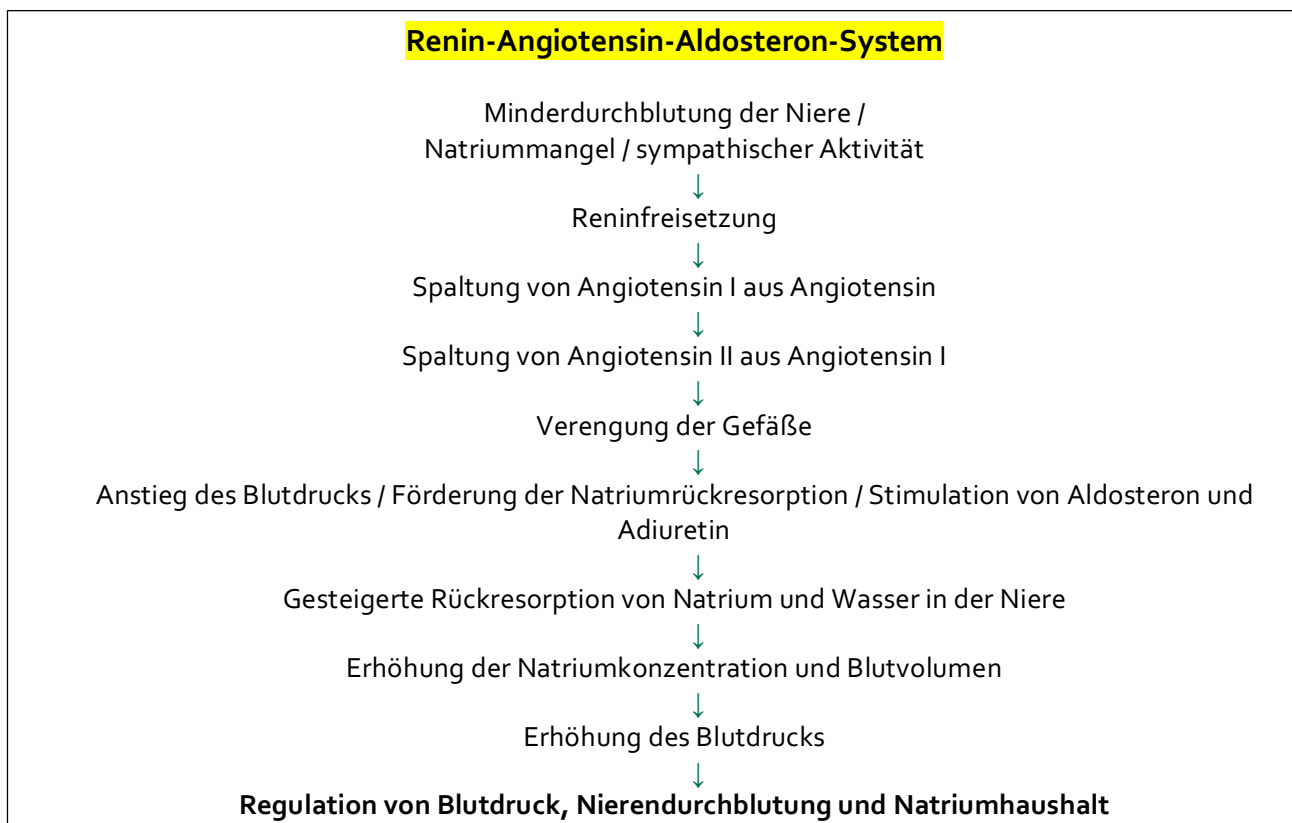 Renin-Angiotensin-Aldosteron-System
Minderdurchblutung der Niere /
Natriummangel / sympathischer Aktivität
↓
Reninfreisetzung
↓
Spaltung von Angiotensin I aus Angiotensin
↓
Spaltung von Angiotensin II aus Angiotensin I
↓
Verengung der Gefäße
↓
Anstieg des Blutdrucks / Förderung der Natriumrückresorption / Stimulation von Aldosteron und
Adiuretin
↓
Gesteigerte Rückresorption von Natrium und Wasser in der Niere
↓
Erhöhung der Natriumkonzentration und Blutvolumen
↓
Erhöhung des Blutdrucks
↓
Regulation von Blutdruck, Nierendurchblutung und Natriumhaushalt